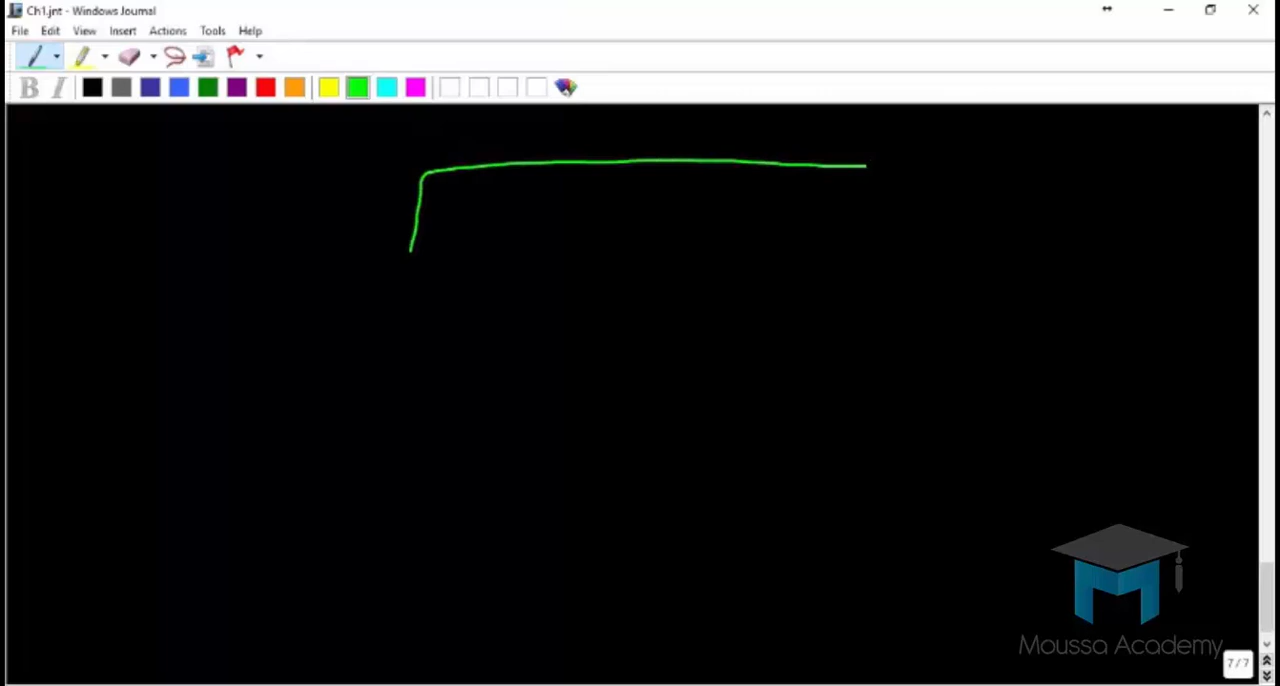 Ch1.jnt - Windows Journal
File Edit View Insert Actions Tools Help
B I
M
Moussa Academy
7/7